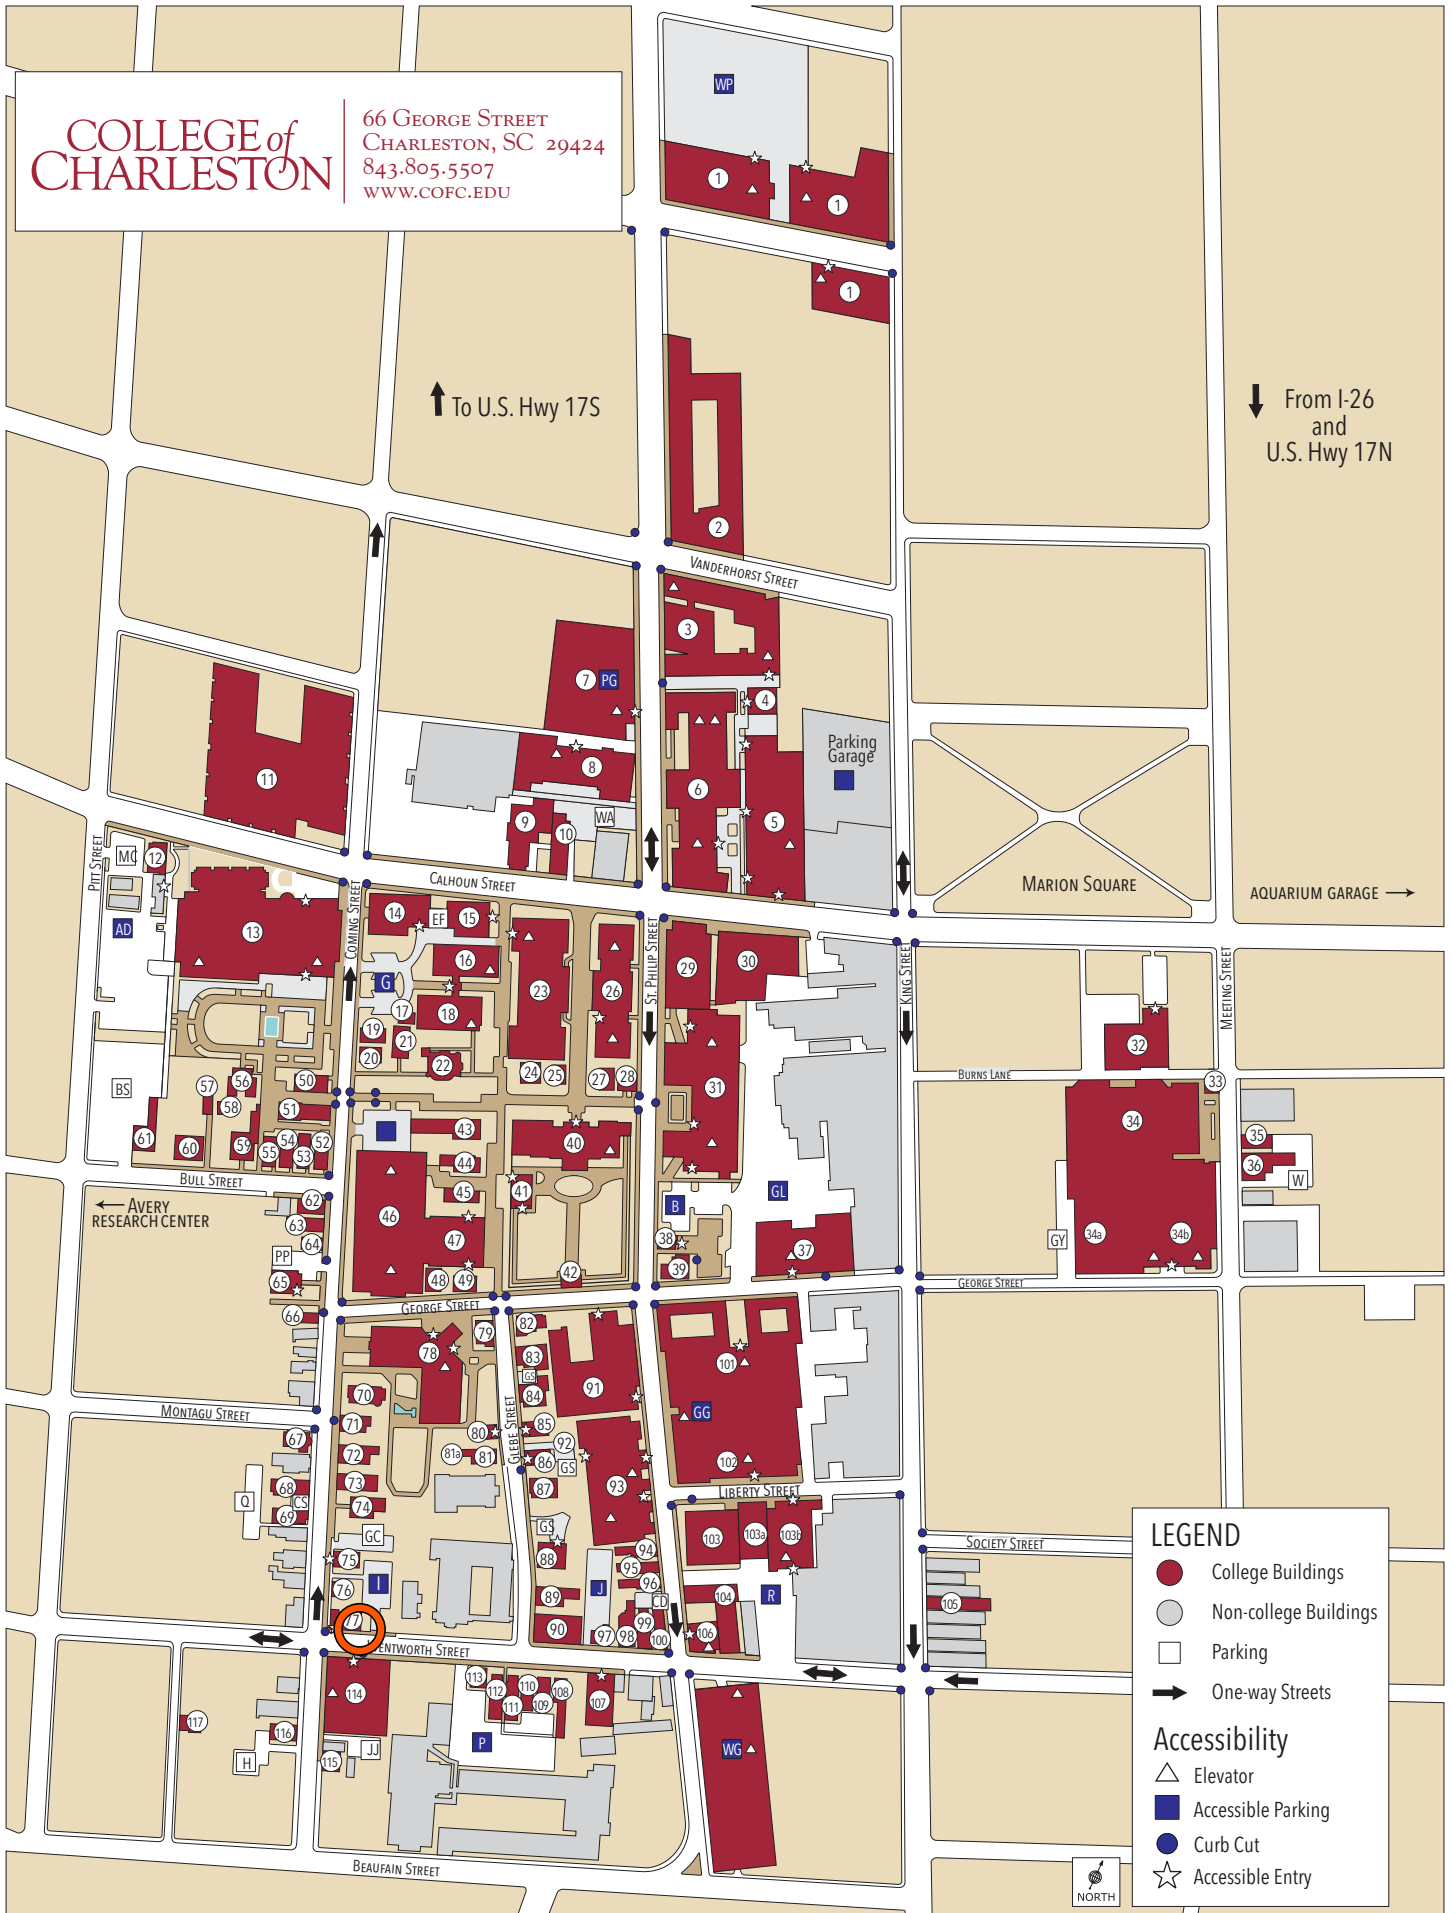 COLLEGE of
CHARLESTON
66 George Street
Charleston, SC 29424
843.805.5507
www.cofc.edu
WP
1
1
1
To U.S. Hwy 17S
From I-26
and
U.S. Hwy 17N
2
Vanderhorst Street
3
7
PG
4
Parking
Garage
8
11
6
5
WA
9
10
Pitt Street
MC
12
Calhoun Street
Marion Square
Aquarium Garage
AD
13
Coming Street
14
EF
15
16
G
17
18
19
20
21
22
23
24
25
26
27
28
St. Philip Street
29
30
31
King Street
Meeting Street
32
Burns Lane
33
34
34a
34b
35
36
W
GY
BS
50
51
52
53
54
55
56
57
58
59
60
61
Bull Street
Avery
Research Center
43
44
45
46
47
48
49
40
41
42
B
GL
37
38
39
George Street
George Street
62
63
64
PP
65
66
Montagu Street
67
Q
68
CS
69
70
71
72
73
74
GC
75
76
77
I
78
79
80
81
81a
Glebe Street
82
83
GS
84
85
86
87
GS
88
89
90
91
92
GS
93
94
95
96
CD
97
98
99
100
J
101
GG
102
Liberty Street
103
103a
103b
104
R
106
Society Street
105
Wentworth Street
107
108
109
110
111
112
113
P
114
JJ
115
116
H
117
WG
Beaufain Street
NORTH
LEGEND
College Buildings
Non-college Buildings
Parking
One-way Streets
Accessibility
Elevator
Accessible Parking
Curb Cut
Accessible Entry